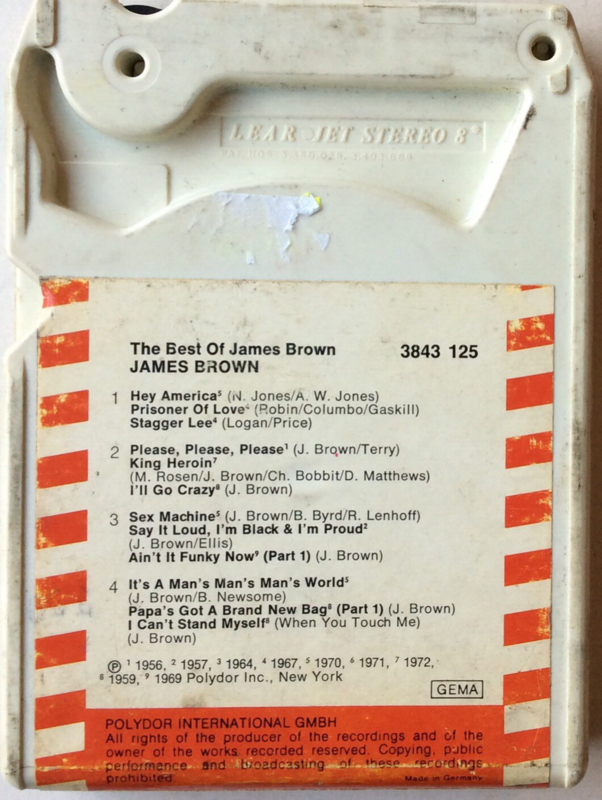 LEAR JET STEREO 8
The Best Of James Brown 3843 125
JAMES BROWN
1 Hey America⁵ (N. Jones/A. W. Jones)
Prisoner Of Love⁴ (Robin/Columbo/Gaskill)
Stagger Lee⁴ (Logan/Price)
2 Please, Please, Please¹ (J. Brown/Terry)
King Heroin⁷
(M. Rosen/J. Brown/Ch. Bobbit/D. Matthews)
I'll Go Crazy⁸ (J. Brown)
3 Sex Machine⁵ (J. Brown/B. Byrd/R. Lenhoff)
Say It Loud, I'm Black & I'm Proud²
(J. Brown/Ellis)
Ain't It Funky Now⁹ (Part 1) (J. Brown)
4 It's A Man's Man's Man's World⁵
(J. Brown/B. Newsome)
Papa's Got A Brand New Bag⁸ (Part 1) (J. Brown)
I Can't Stand Myself⁸ (When You Touch Me)
(J. Brown)
℗ ¹ 1956, ² 1957, ³ 1964, ⁴ 1967, ⁵ 1970, ⁶ 1971, ⁷ 1972,
⁸ 1959, ⁹ 1969 Polydor Inc., New York
GEMA
POLYDOR INTERNATIONAL GMBH
All rights of the producer of the recordings and of the
owner of the works recorded reserved. Copying, public
performance and broadcasting of these recordings
prohibited. Made in Germany